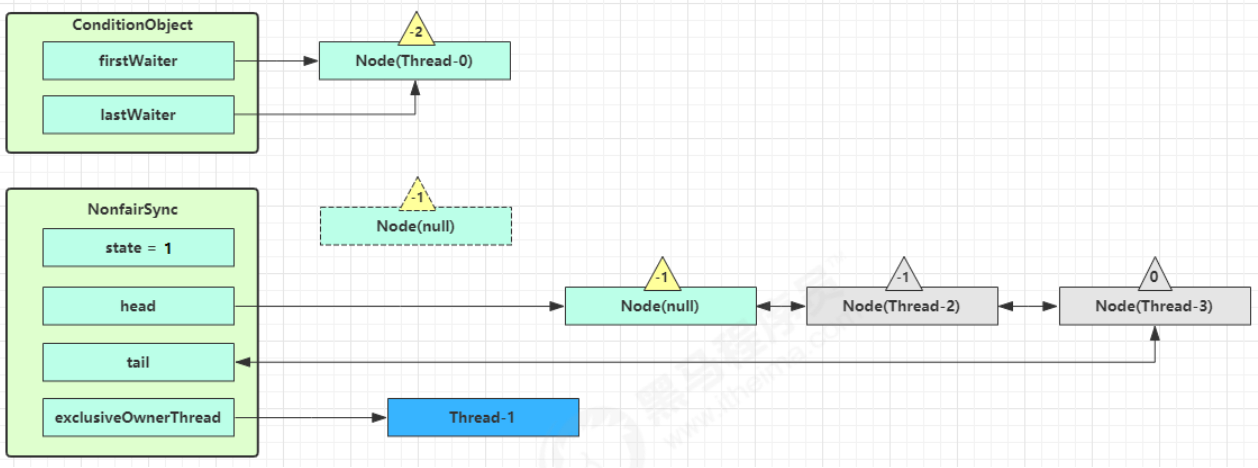 ConditionObject
-2
firstWaiter
Node(Thread-0)
lastWaiter
NonfairSync
-1
Node(null)
state = 1
-1
-1
0
head
Node(null)
Node(Thread-2)
Node(Thread-3)
tail
exclusiveOwnerThread
Thread-1
黑马程序员
www.itheima.com